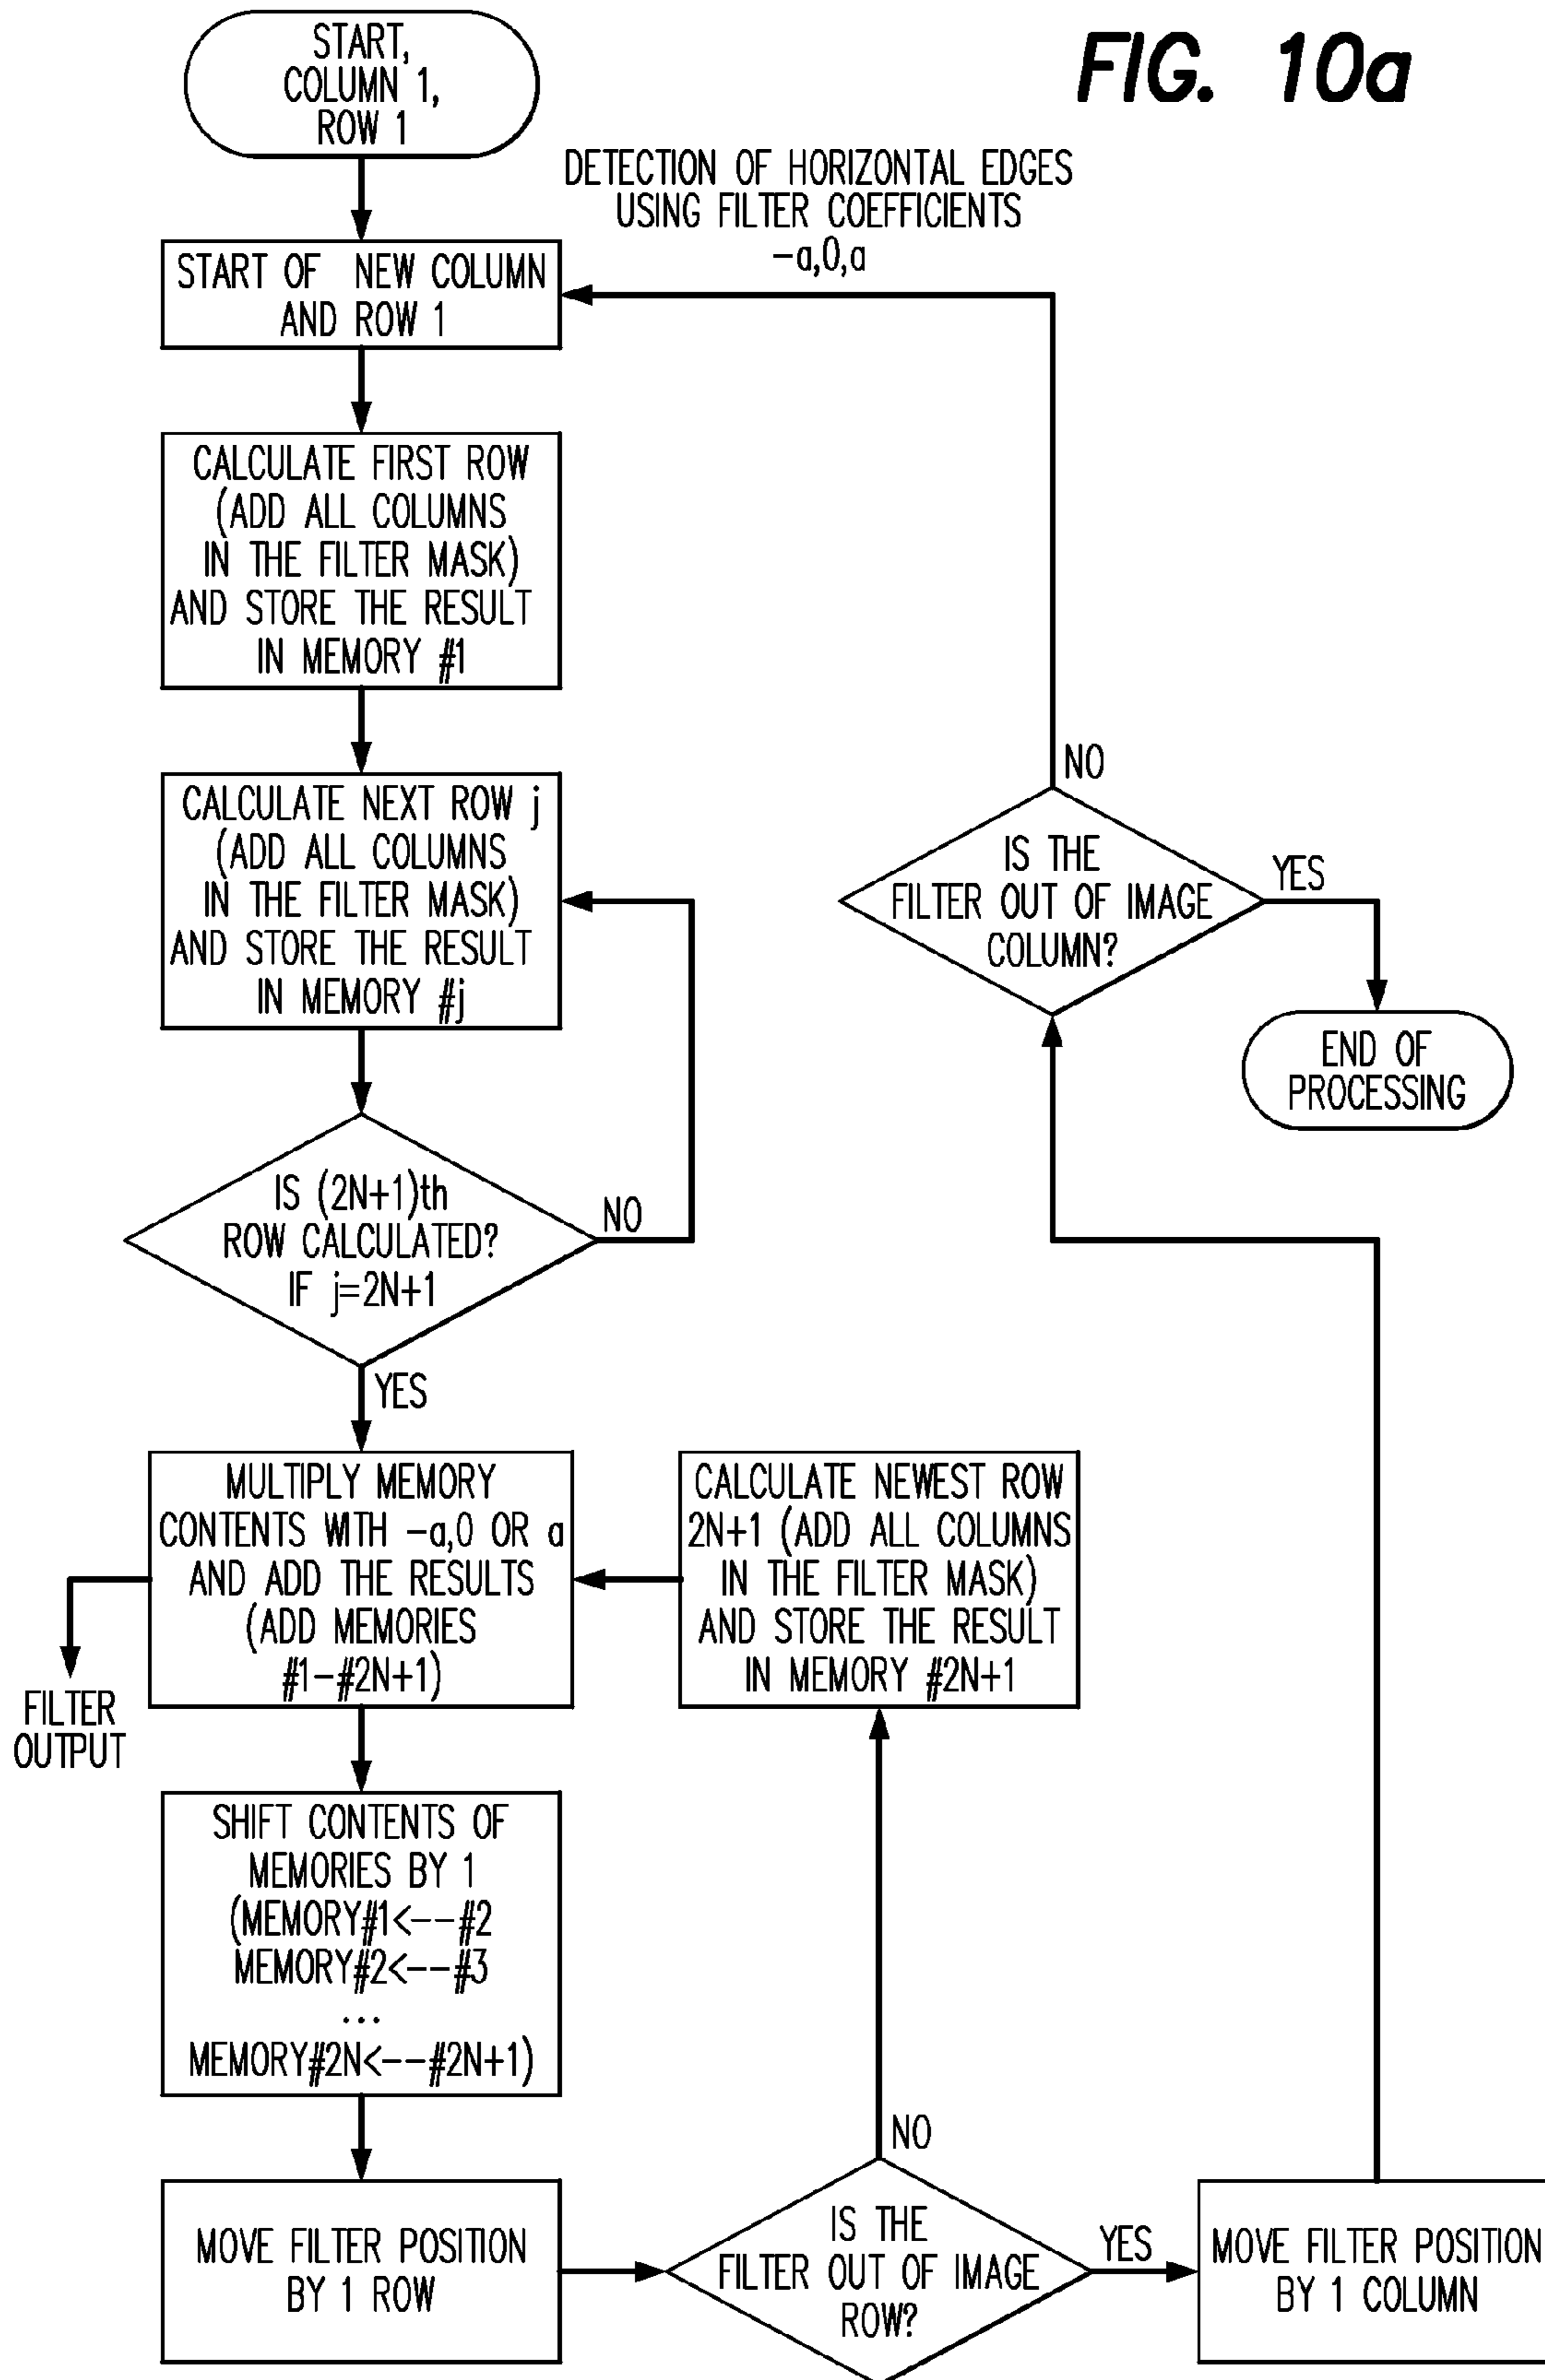 FIG. 10a
START,
COLUMN 1,
ROW 1
DETECTION OF HORIZONTAL EDGES
USING FILTER COEFFICIENTS
-a,0,a
START OF NEW COLUMN
AND ROW 1
CALCULATE FIRST ROW
(ADD ALL COLUMNS
IN THE FILTER MASK)
AND STORE THE RESULT
IN MEMORY #1
CALCULATE NEXT ROW j
(ADD ALL COLUMNS
IN THE FILTER MASK)
AND STORE THE RESULT
IN MEMORY #j
NO
IS THE
FILTER OUT OF IMAGE
COLUMN?
YES
END OF
PROCESSING
IS (2N+1)th
ROW CALCULATED?
IF j=2N+1
NO
YES
MULTIPLY MEMORY
CONTENTS WITH -a,0 OR a
AND ADD THE RESULTS
(ADD MEMORIES
#1-#2N+1)
CALCULATE NEWEST ROW
2N+1 (ADD ALL COLUMNS
IN THE FILTER MASK)
AND STORE THE RESULT
IN MEMORY #2N+1
FILTER
OUTPUT
SHIFT CONTENTS OF
MEMORIES BY 1
(MEMORY#1<--#2
MEMORY#2<--#3
...
MEMORY#2N<--#2N+1)
NO
MOVE FILTER POSITION
BY 1 ROW
IS THE
FILTER OUT OF IMAGE
ROW?
YES
MOVE FILTER POSITION
BY 1 COLUMN